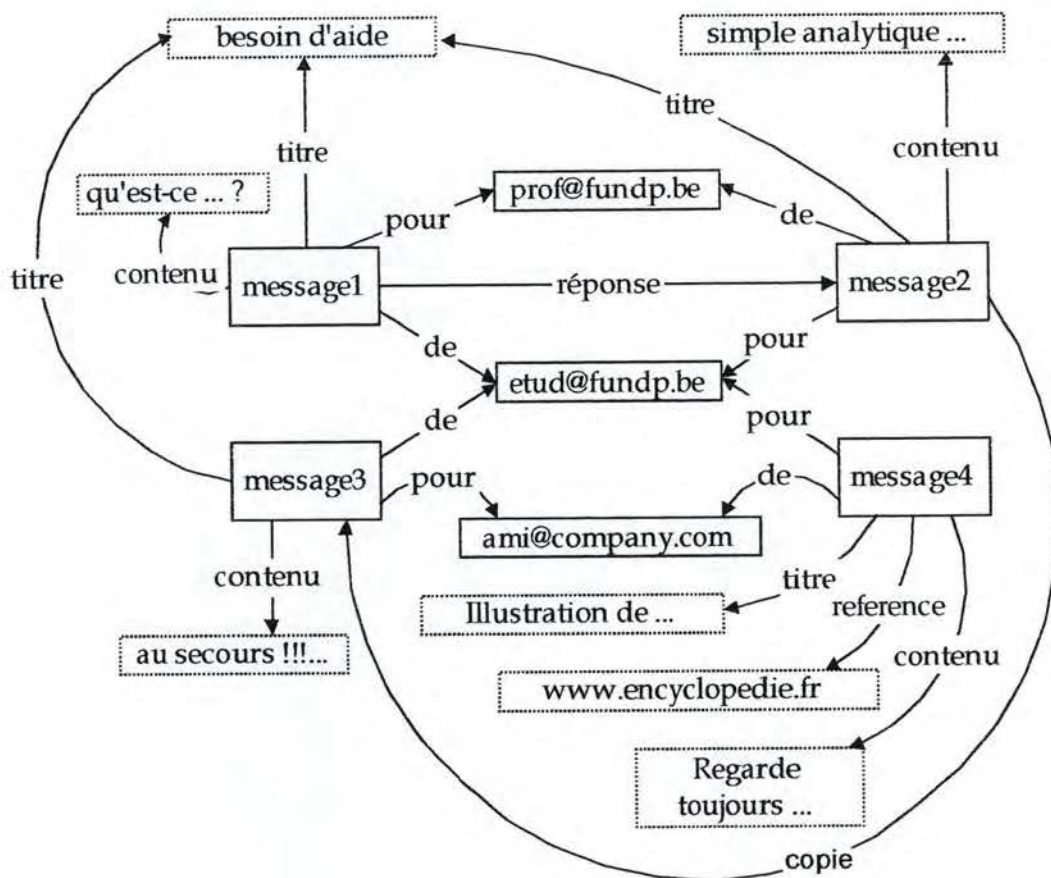 besoin d'aide
simple analytique ...
titre
titre
contenu
qu'est-ce ... ?
prof@fundp.be
pour
de
titre
contenu
message1
réponse
message2
de
pour
etud@fundp.be
de
pour
message3
pour
de
message4
ami@company.com
contenu
titre
Illustration de ...
reference
au secours !!!...
contenu
www.encyclopedie.fr
Regarde
toujours ...
copie